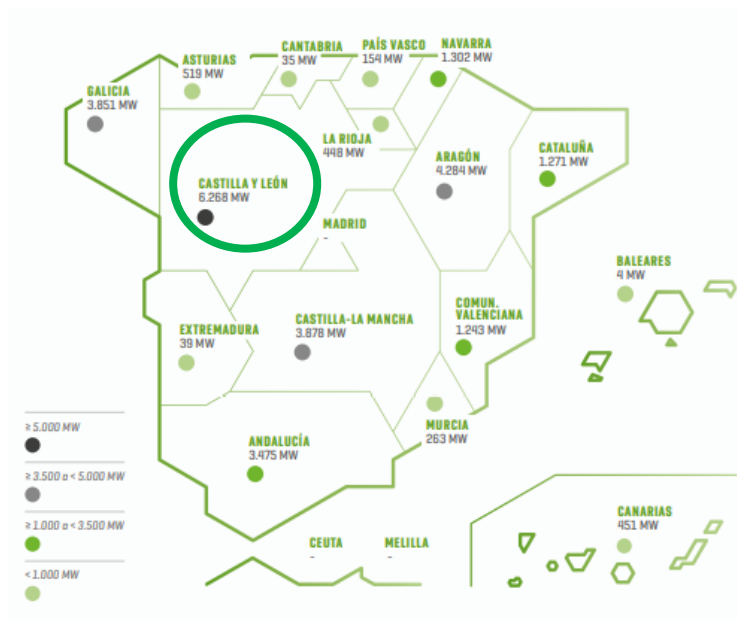 ASTURIAS
519 MW
CANTABRIA
35 MW
PAÍS VASCO
154 MW
NAVARRA
1.302 MW
GALICIA
3.851 MW
LA RIOJA
448 MW
ARAGÓN
4.284 MW
CATALUÑA
1.271 MW
CASTILLA Y LEÓN
6.268 MW
MADRID
-
BALEARES
4 MW
EXTREMADURA
39 MW
CASTILLA-LA MANCHA
3.878 MW
COMUN.
VALENCIANA
1.243 MW
MURCIA
263 MW
ANDALUCÍA
3.475 MW
≥ 5.000 MW
≥ 3.500 a < 5.000 MW
≥ 1.000 a < 3.500 MW
< 1.000 MW
CEUTA
-
MELILLA
-
CANARIAS
451 MW